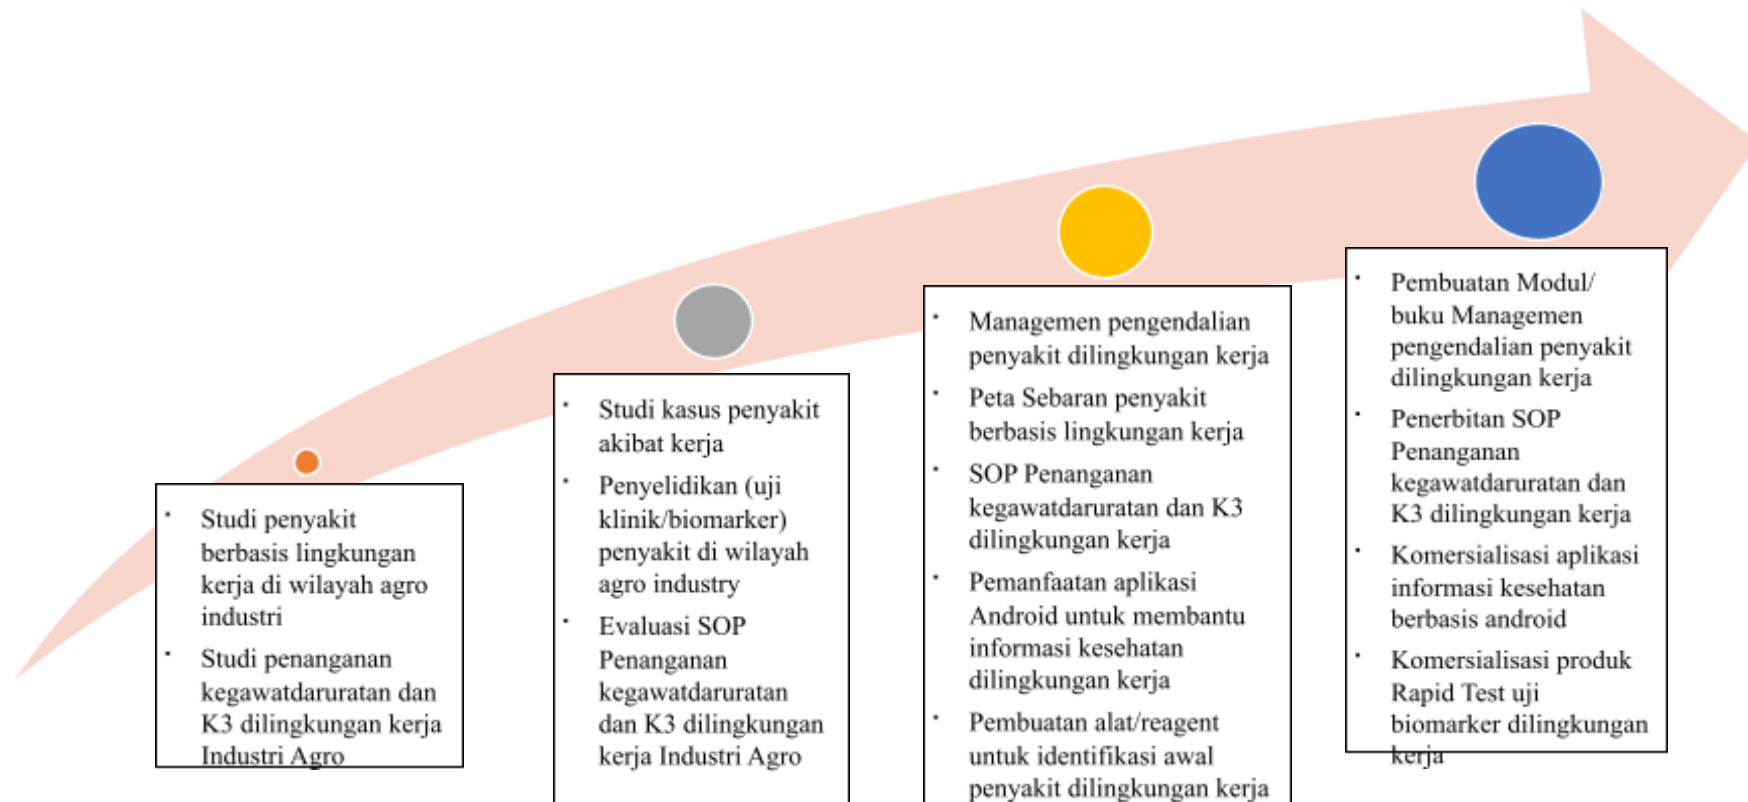 Studi penyakit
berbasis lingkungan
kerja di wilayah agro
industri
Studi penanganan
kegawatdaruratan dan
K3 dilingkungan kerja
Industri Agro
Studi kasus penyakit
akibat kerja
Penyelidikan (uji
klinik/biomarker)
penyakit di wilayah
agro industry
Evaluasi SOP
Penanganan
kegawatdaruratan
dan K3 dilingkungan
kerja Industri Agro
Managemen pengendalian
penyakit dilingkungan kerja
Peta Sebaran penyakit
berbasis lingkungan kerja
SOP Penanganan
kegawatdaruratan dan K3
dilingkungan kerja
Pemanfaatan aplikasi
Android untuk membantu
informasi kesehatan
dilingkungan kerja
Pembuatan alat/reagent
untuk identifikasi awal
penyakit dilingkungan kerja
Pembuatan Modul/
buku Managemen
pengendalian penyakit
dilingkungan kerja
Penerbitan SOP
Penanganan
kegawatdaruratan dan
K3 dilingkungan kerja
Komersialisasi aplikasi
informasi kesehatan
berbasis android
Komersialisasi produk
Rapid Test uji
biomarker dilingkungan
kerja